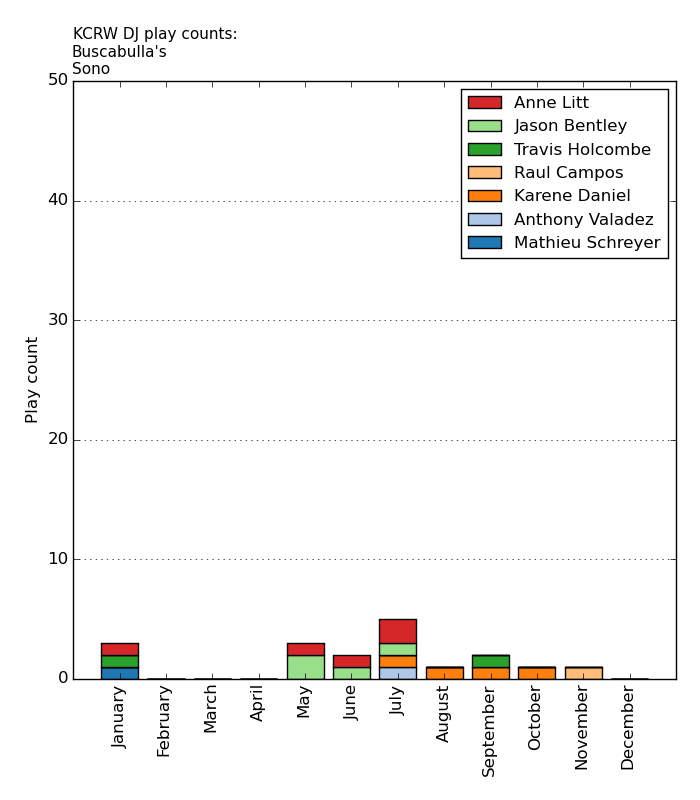 KCRW DJ play counts:
Buscabulla's
Sono
50
40
30
20
10
0
Play count
Anne Litt
Jason Bentley
Travis Holcombe
Raul Campos
Karene Daniel
Anthony Valadez
Mathieu Schreyer
January
February
March
April
May
June
July
August
September
October
November
December